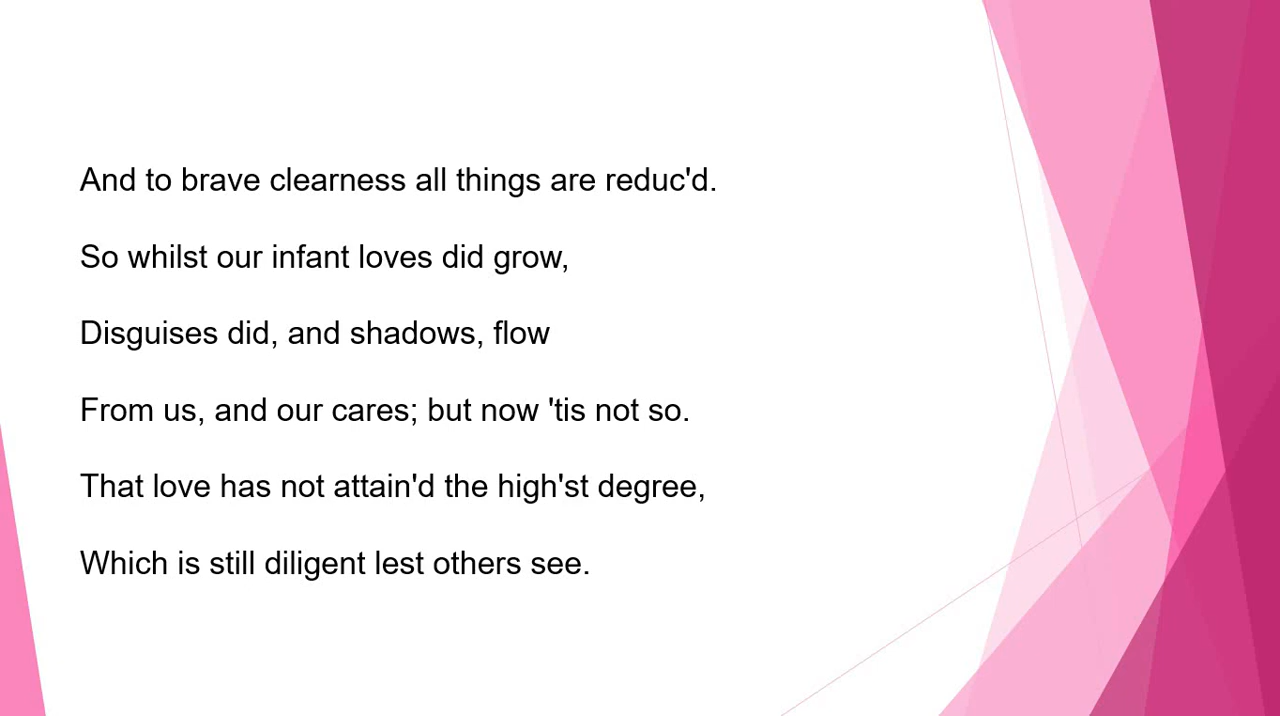 And to brave clearness all things are reduc'd.
So whilst our infant loves did grow,
Disguises did, and shadows, flow
From us, and our cares; but now 'tis not so.
That love has not attain'd the high'st degree,
Which is still diligent lest others see.